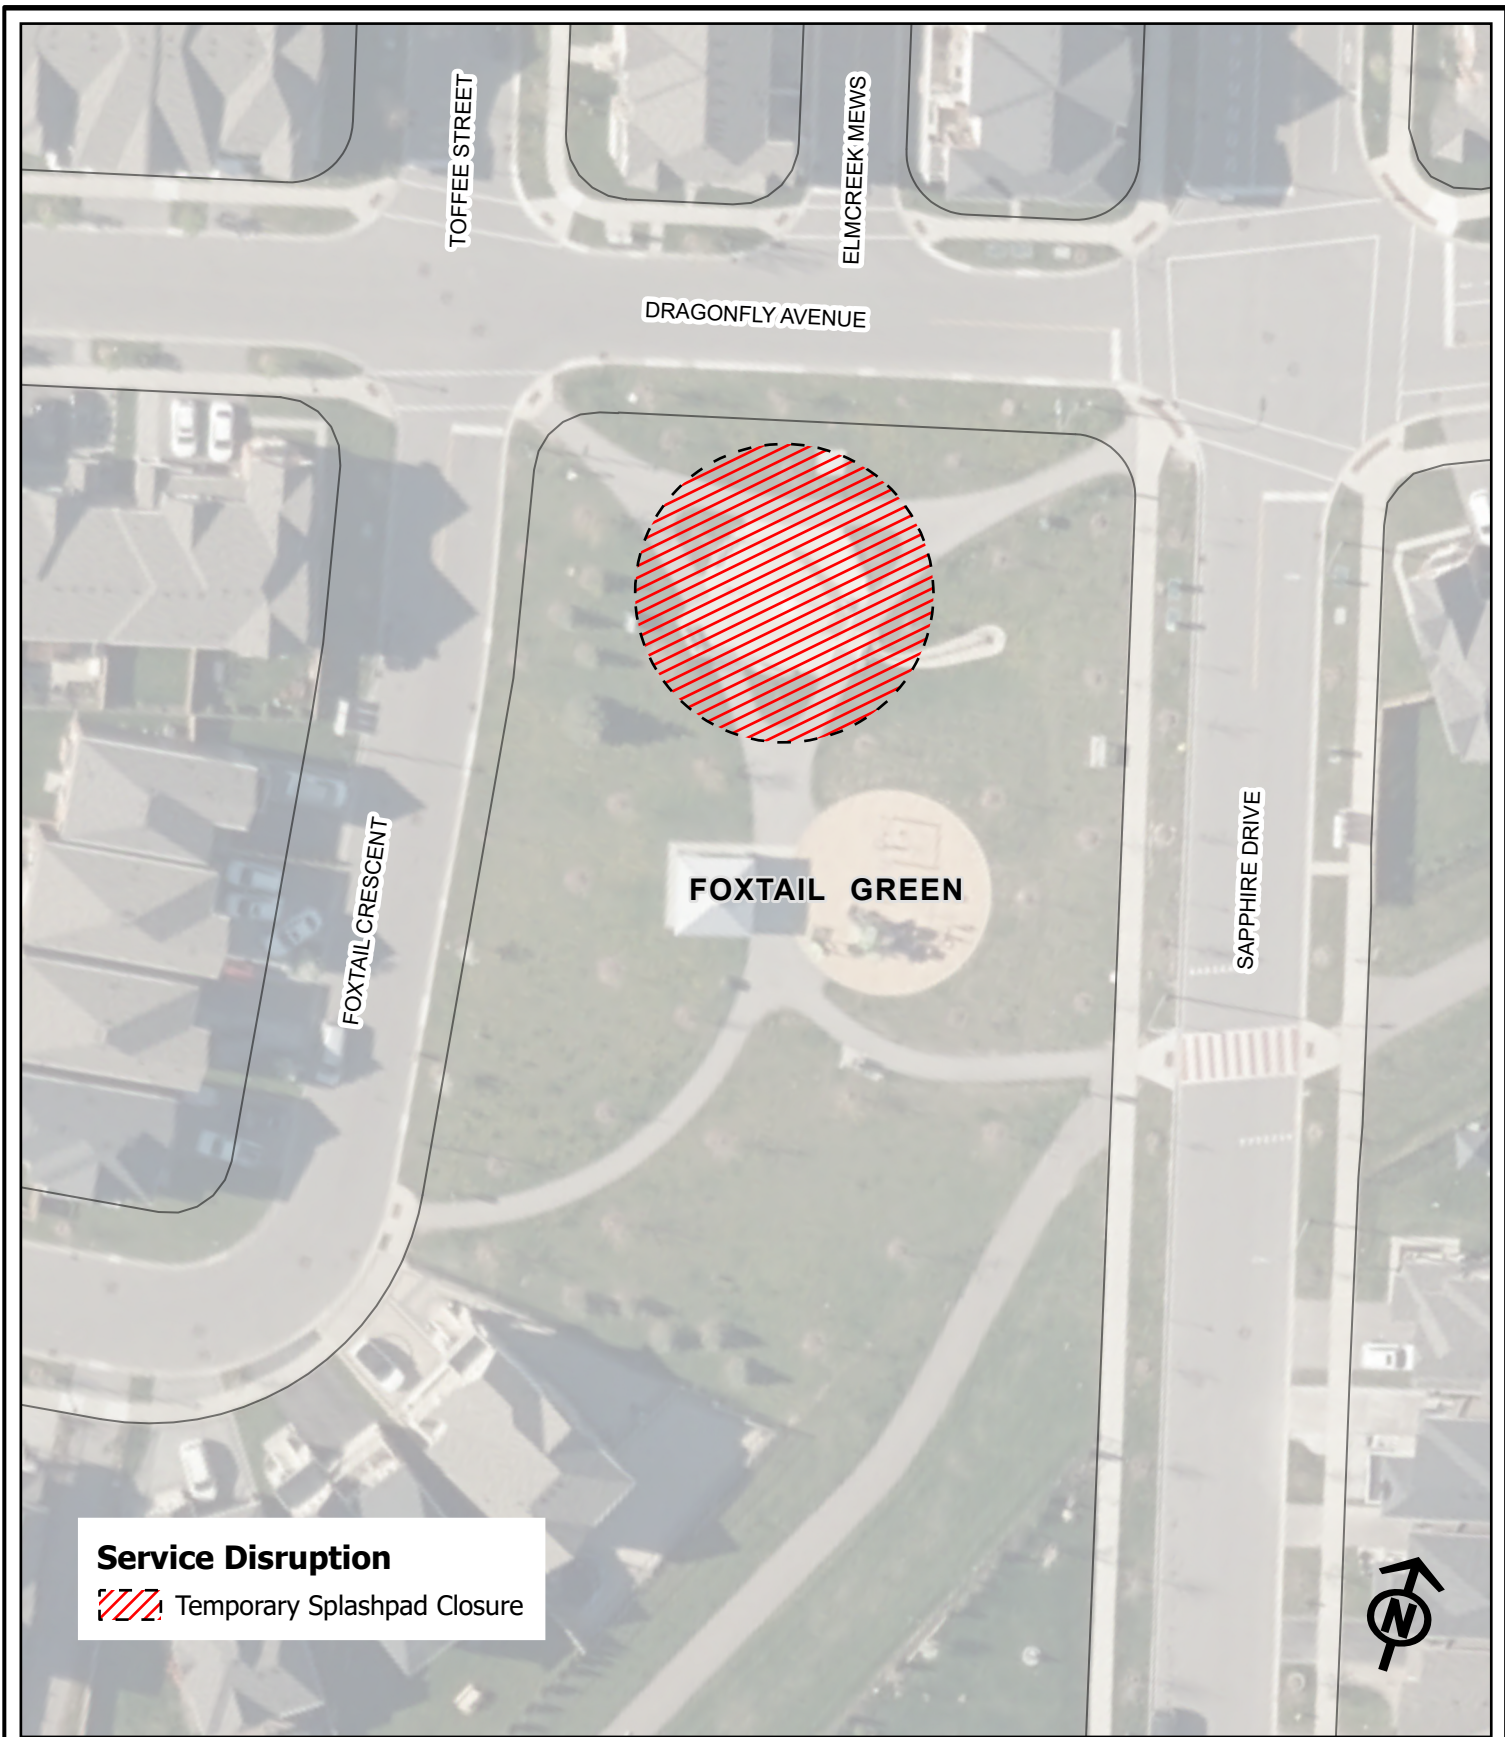 TOFFEE STREET
ELMCREEK MEWS
DRAGONFLY AVENUE
FOXTAIL CRESCENT
FOXTAIL GREEN
SAPPHIRE DRIVE
Service Disruption
Temporary Splashpad Closure
N